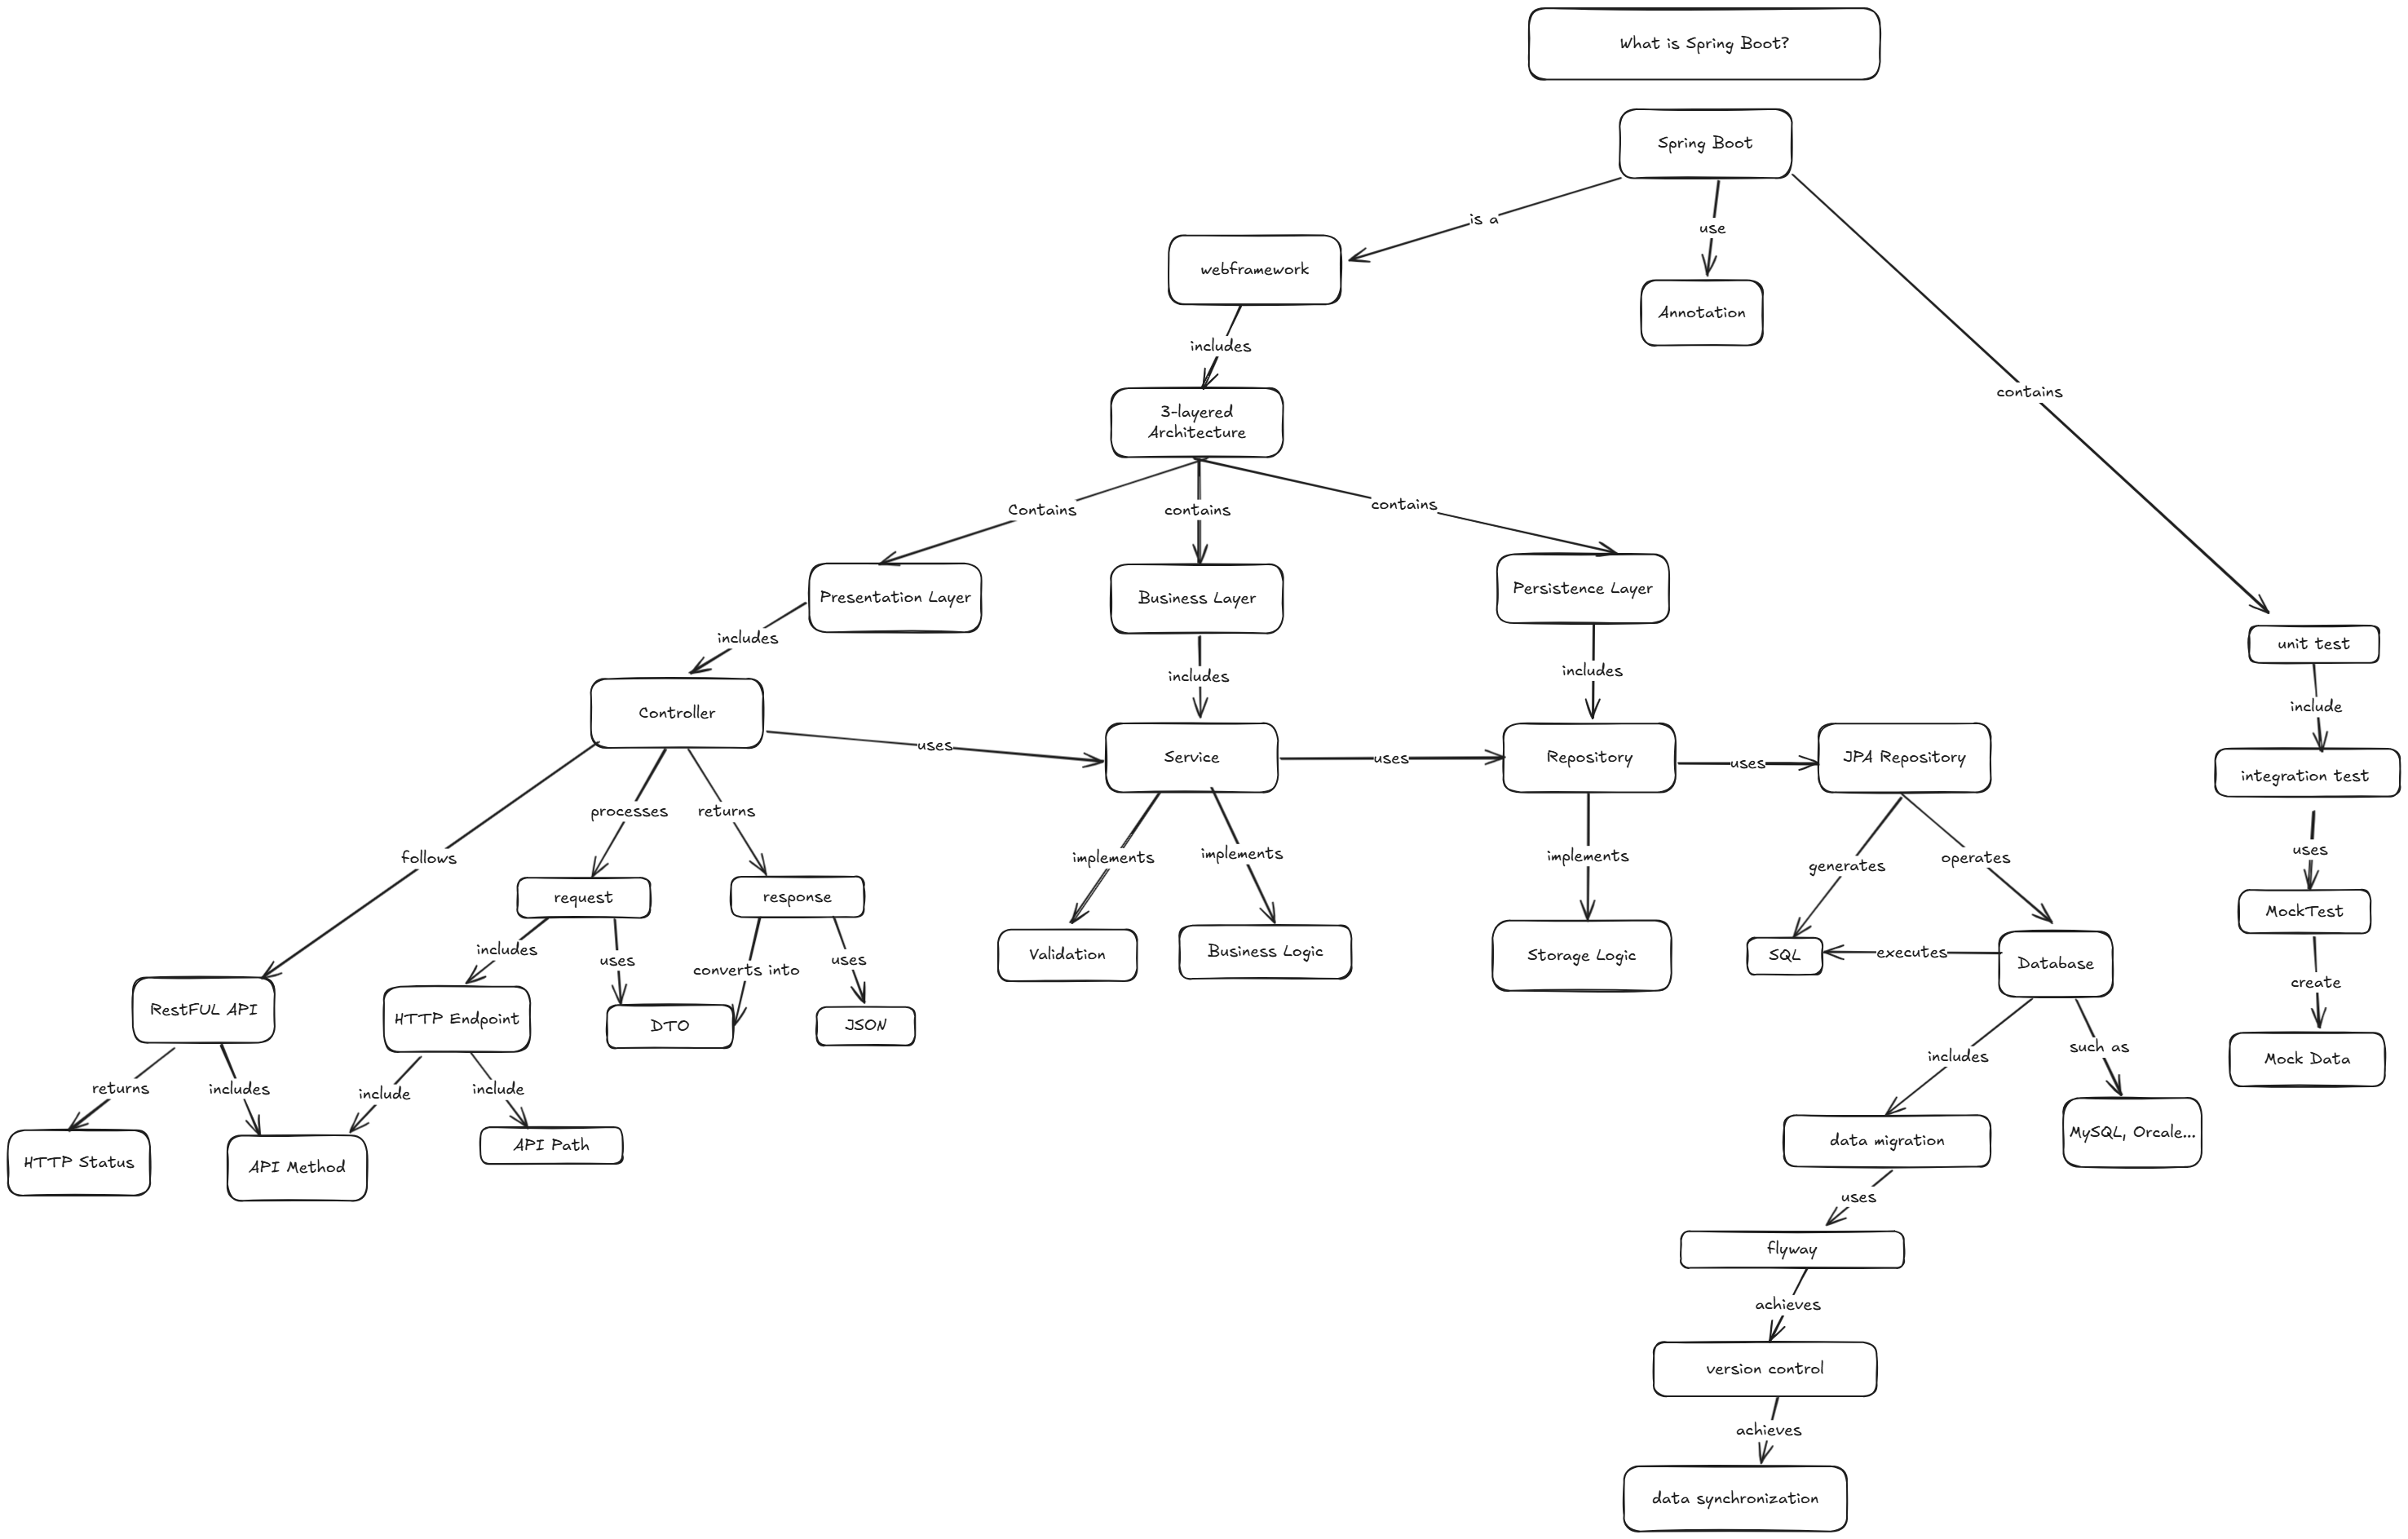 What is Spring Boot?
Spring Boot
is a
use
webframework
Annotation
includes
contains
3-layered
Architecture
Contains
contains
contains
Presentation Layer
Business Layer
Persistence Layer
includes
includes
includes
unit test
include
Controller
uses
Service
uses
Repository
uses
JPA Repository
integration test
processes
returns
follows
implements
implements
implements
generates
operates
uses
request
response
MockTest
includes
uses
converts into
uses
Validation
Business Logic
Storage Logic
SQL
executes
Database
create
RestFUL API
HTTP Endpoint
DTO
JSON
includes
such as
Mock Data
returns
includes
include
include
HTTP Status
API Method
API Path
data migration
MySQL, Orcale...
uses
flyway
achieves
version control
achieves
data synchronization